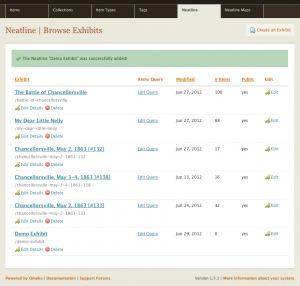 Items Collections Item Types Tags Neatline Neatline Maps
Neatline | Browse Exhibits
Create an Exhibit
The Neatline "Demo Exhibit" was successfully added!
Exhibit Items Query Modified # Items Public Edit
The Battle of Chancellorsville Edit Query Jun 27, 2012 100 yes Edit
/battle-of-chancellorsville
Edit Details Delete
My Dear Little Nelly Edit Query Jun 27, 2012 88 yes Edit
/my-dear-little-nelly
Edit Details Delete
Chancellorsville, May 2, 1863 [#132] Edit Query Jun 27, 2012 17 yes Edit
/chancellorsville-may-2-1863-132
Edit Details Delete
Chancellorsville, May 3-4, 1863 [#138] Edit Query Jun 13, 2012 16 yes Edit
/chancellorsville-may-3-4-1863-138
Edit Details Delete
Chancellorsville, May 2, 1863 [#131] Edit Query Jun 14, 2012 31 yes Edit
/chancellorsville-may-2-1863-131
Edit Details Delete
Demo Exhibit Edit Query Jun 29, 2012 0 yes Edit
/demo-exhibit
Edit Details Delete
Powered by Omeka | Documentation | Support Forums Version 1.5.1 | More information about your system